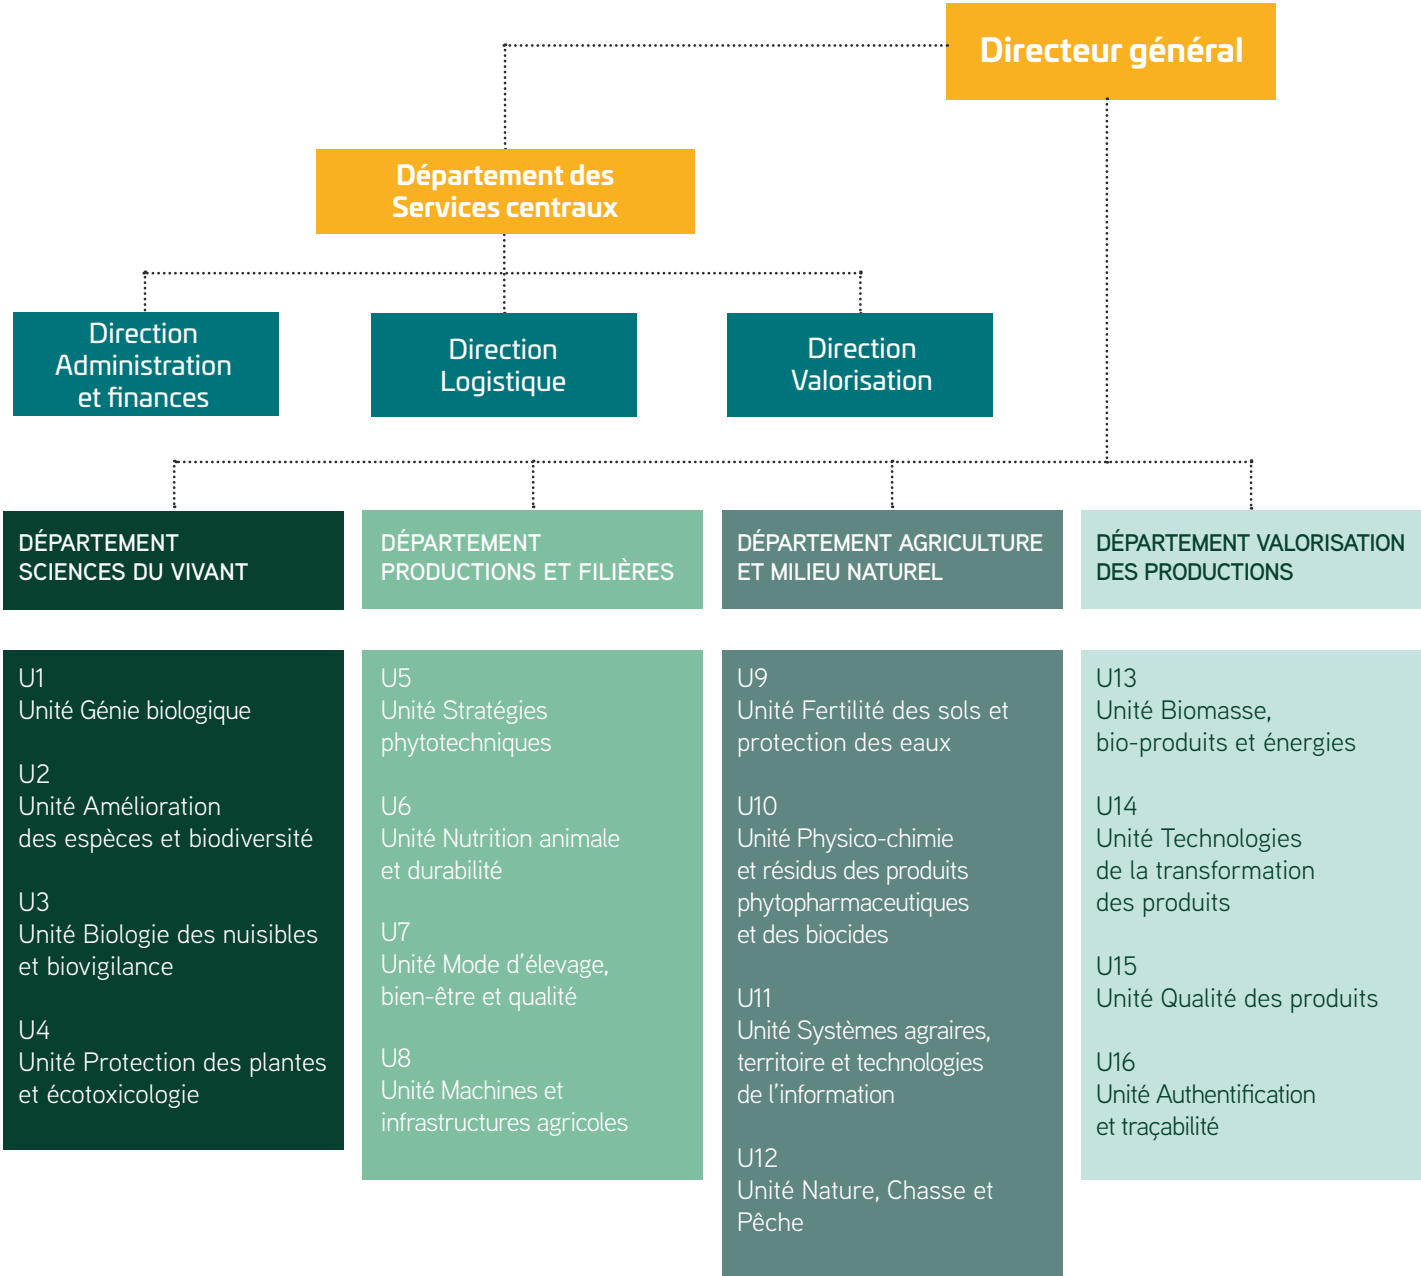 Directeur général
Département des
Services centraux
Direction
Administration
et finances
Direction
Logistique
Direction
Valorisation
DÉPARTEMENT
SCIENCES DU VIVANT
DÉPARTEMENT
PRODUCTIONS ET FILIÈRES
DÉPARTEMENT AGRICULTURE
ET MILIEU NATUREL
DÉPARTEMENT VALORISATION
DES PRODUCTIONS
U1
Unité Génie biologique
U2
Unité Amélioration
des espèces et biodiversité
U3
Unité Biologie des nuisibles
et biovigilance
U4
Unité Protection des plantes
et écotoxicologie
U5
Unité Stratégies
phytotechniques
U6
Unité Nutrition animale
et durabilité
U7
Unité Mode d'élevage,
bien-être et qualité
U8
Unité Machines et
infrastructures agricoles
U9
Unité Fertilité des sols et
protection des eaux
U10
Unité Physico-chimie
et résidus des produits
phytopharmaceutiques
et des biocides
U11
Unité Systèmes agraires,
territoire et technologies
de l'information
U12
Unité Nature, Chasse et
Pêche
U13
Unité Biomasse,
bio-produits et énergies
U14
Unité Technologies
de la transformation
des produits
U15
Unité Qualité des produits
U16
Unité Authentification
et traçabilité